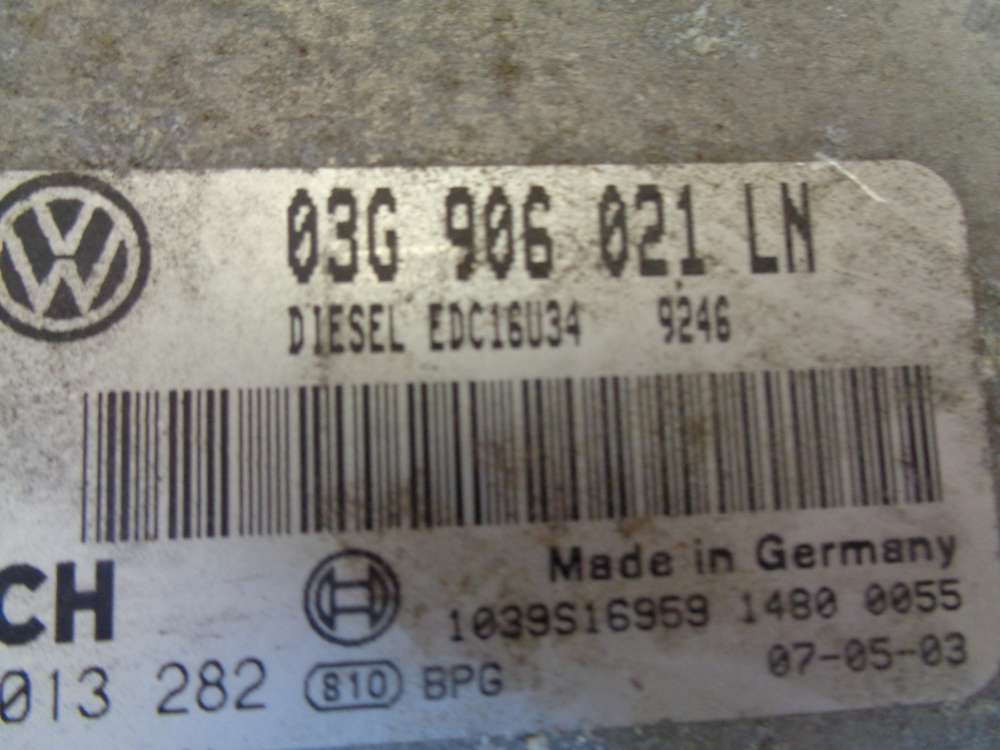 03G 906 021 LN
DIESEL EDC16U34 9246
CH
Made in Germany
1039S16959 1480 0055
07-05-03
013 282 810 BPG